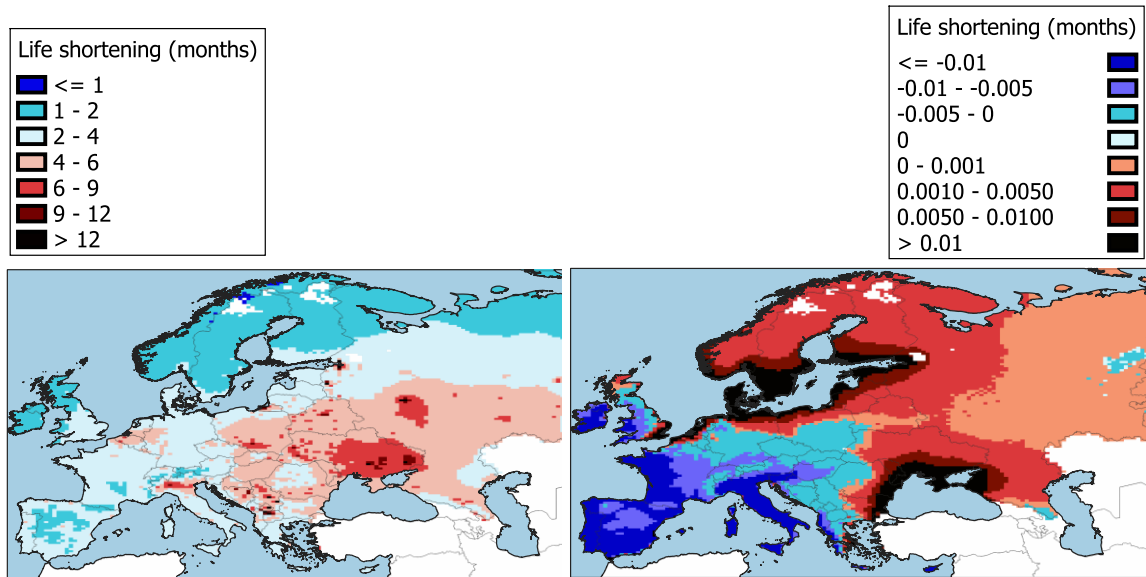 Life shortening (months)
<= 1
1 - 2
2 - 4
4 - 6
6 - 9
9 - 12
> 12
Life shortening (months)
<= -0.01
-0.01 - -0.005
-0.005 - 0
0
0 - 0.001
0.0010 - 0.0050
0.0050 - 0.0100
> 0.01